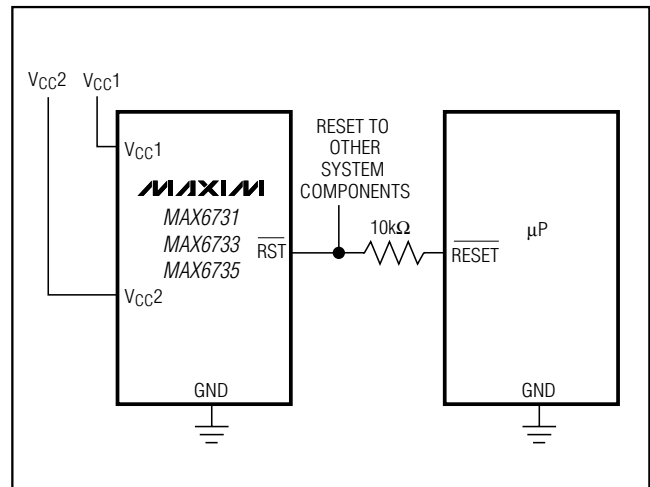 VCC2 VCC1
VCC1
RESET TO
OTHER
SYSTEM
COMPONENTS
MAXIM
MAX6731
MAX6733
MAX6735
RST
10kΩ
RESET
µP
VCC2
GND
GND